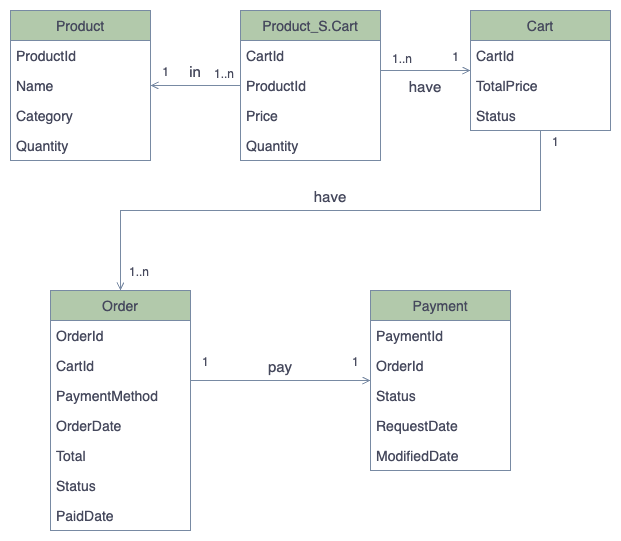 Product
ProductId
Name
Category
Quantity
1
in
1..n
Product_S.Cart
CartId
ProductId
Price
Quantity
1..n
1
have
Cart
CartId
TotalPrice
Status
1
have
1..n
Order
OrderId
CartId
PaymentMethod
OrderDate
Total
Status
PaidDate
1
pay
1
Payment
PaymentId
OrderId
Status
RequestDate
ModifiedDate